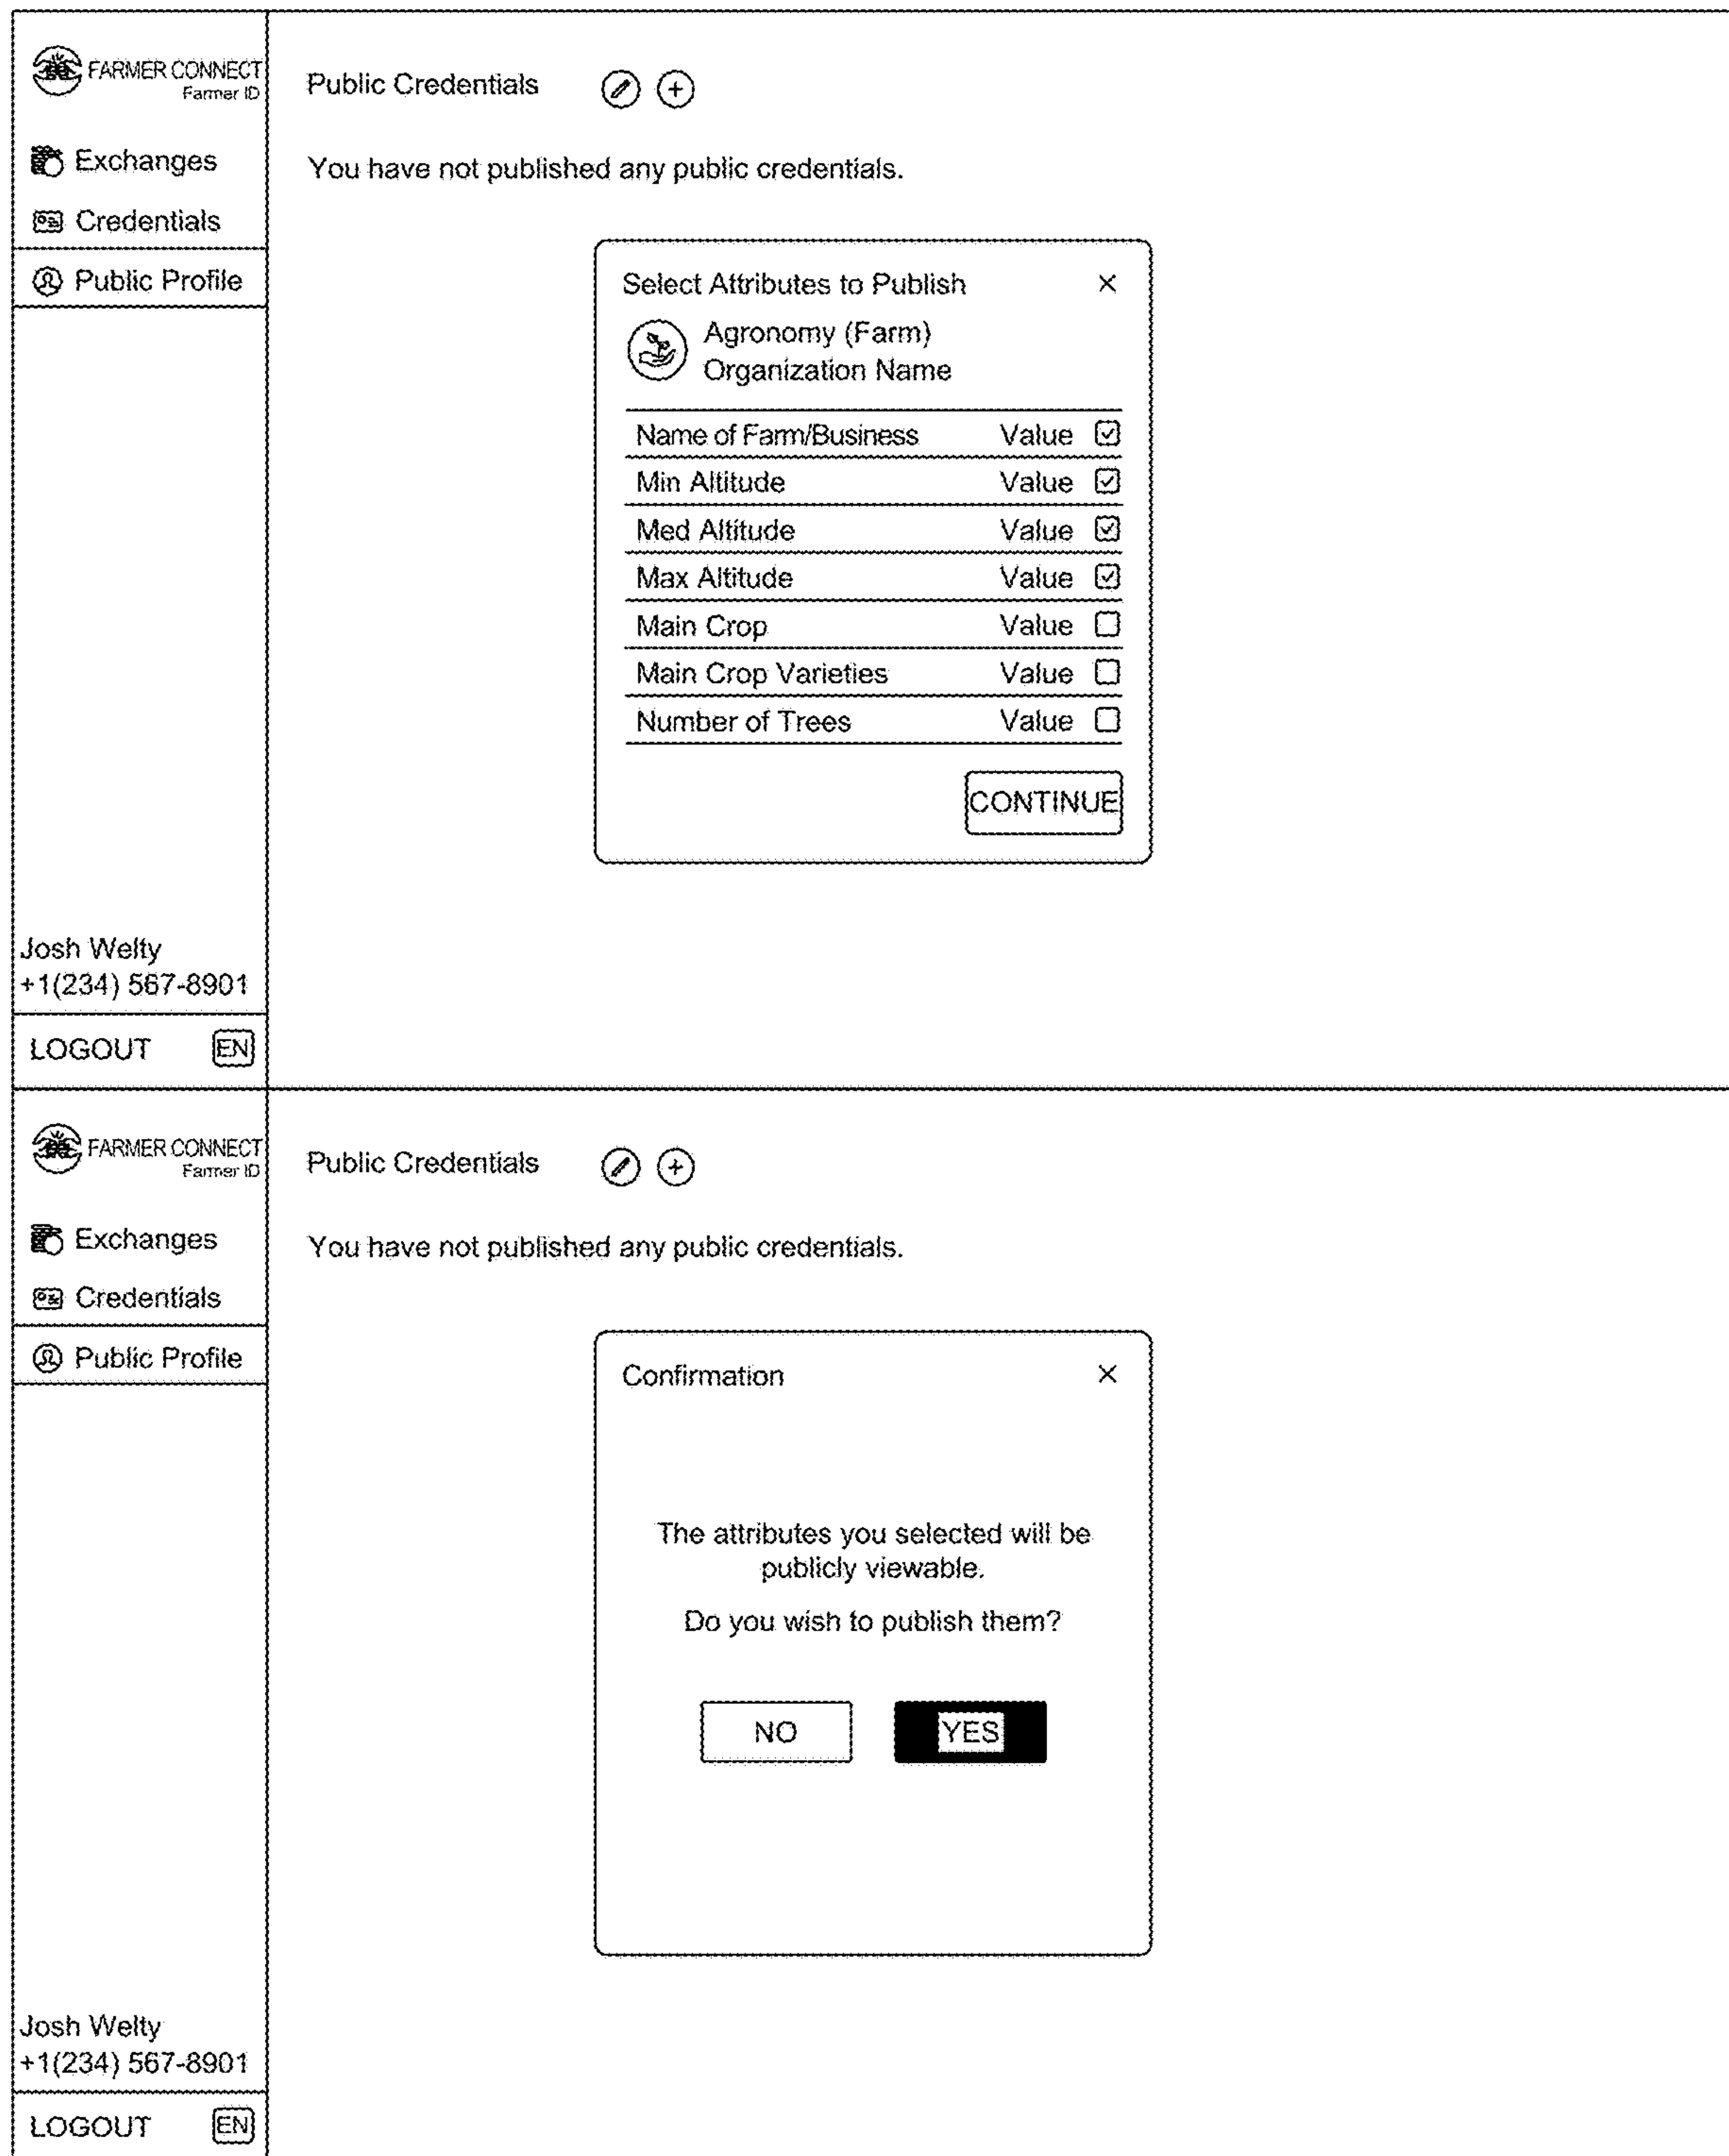 FARMER CONNECT
Farmer ID
Exchanges
Credentials
Public Profile
Josh Welty
+1(234) 567-8901
LOGOUT EN
Public Credentials
You have not published any public credentials.
Select Attributes to Publish
Agronomy (Farm)
Organization Name
Name of Farm/Business Value
Min Altitude Value
Med Altitude Value
Max Altitude Value
Main Crop Value
Main Crop Varieties Value
Number of Trees Value
CONTINUE
FARMER CONNECT
Farmer ID
Exchanges
Credentials
Public Profile
Josh Welty
+1(234) 567-8901
LOGOUT EN
Public Credentials
You have not published any public credentials.
Confirmation
The attributes you selected will be
publicly viewable.
Do you wish to publish them?
NO YES